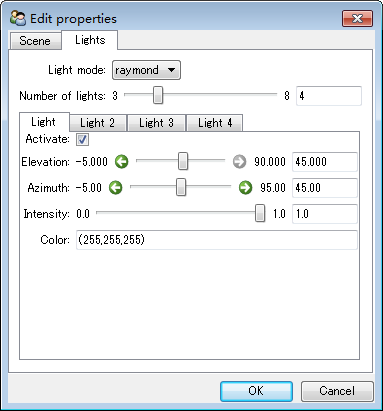 Edit properties
Scene Lights
Light mode: raymond
Number of lights: 3 8 4
Light Light 2 Light 3 Light 4
Activate:
Elevation: -5.000 90.000 45.000
Azimuth: -5.00 95.00 45.00
Intensity: 0.0 1.0 1.0
Color: (255,255,255)
OK Cancel